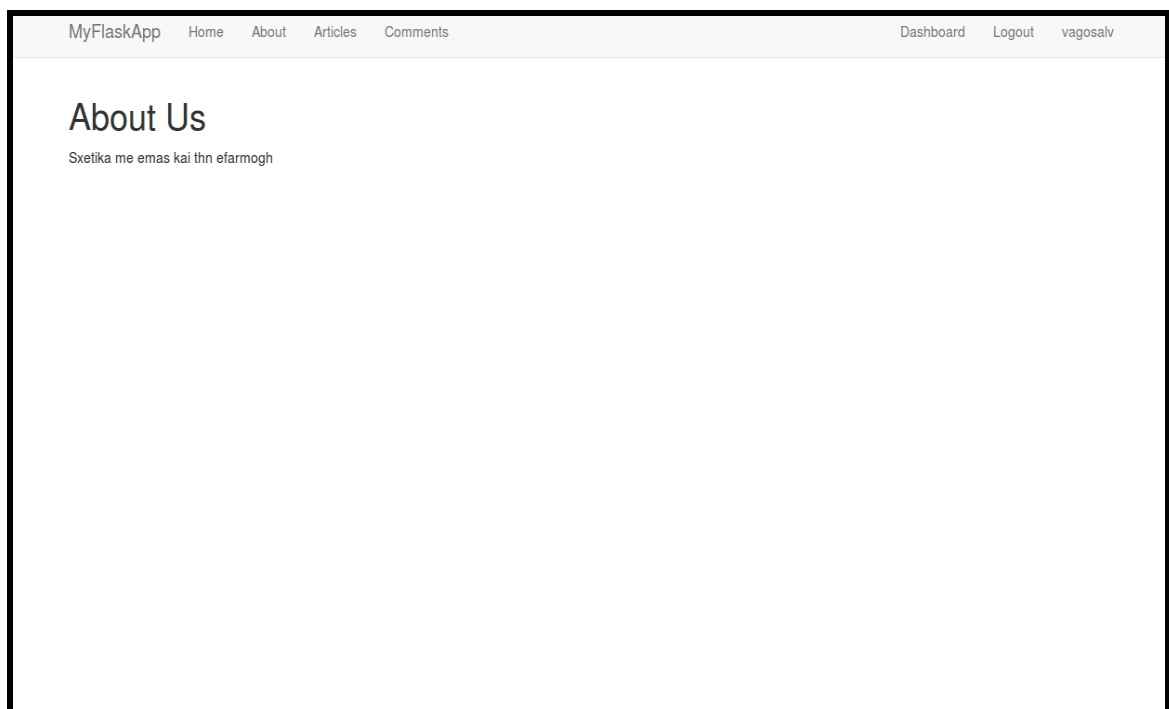 MyFlaskApp Home About Articles Comments Dashboard Logout vagosalv
About Us
Sxetika me emas kai thn efarmogh